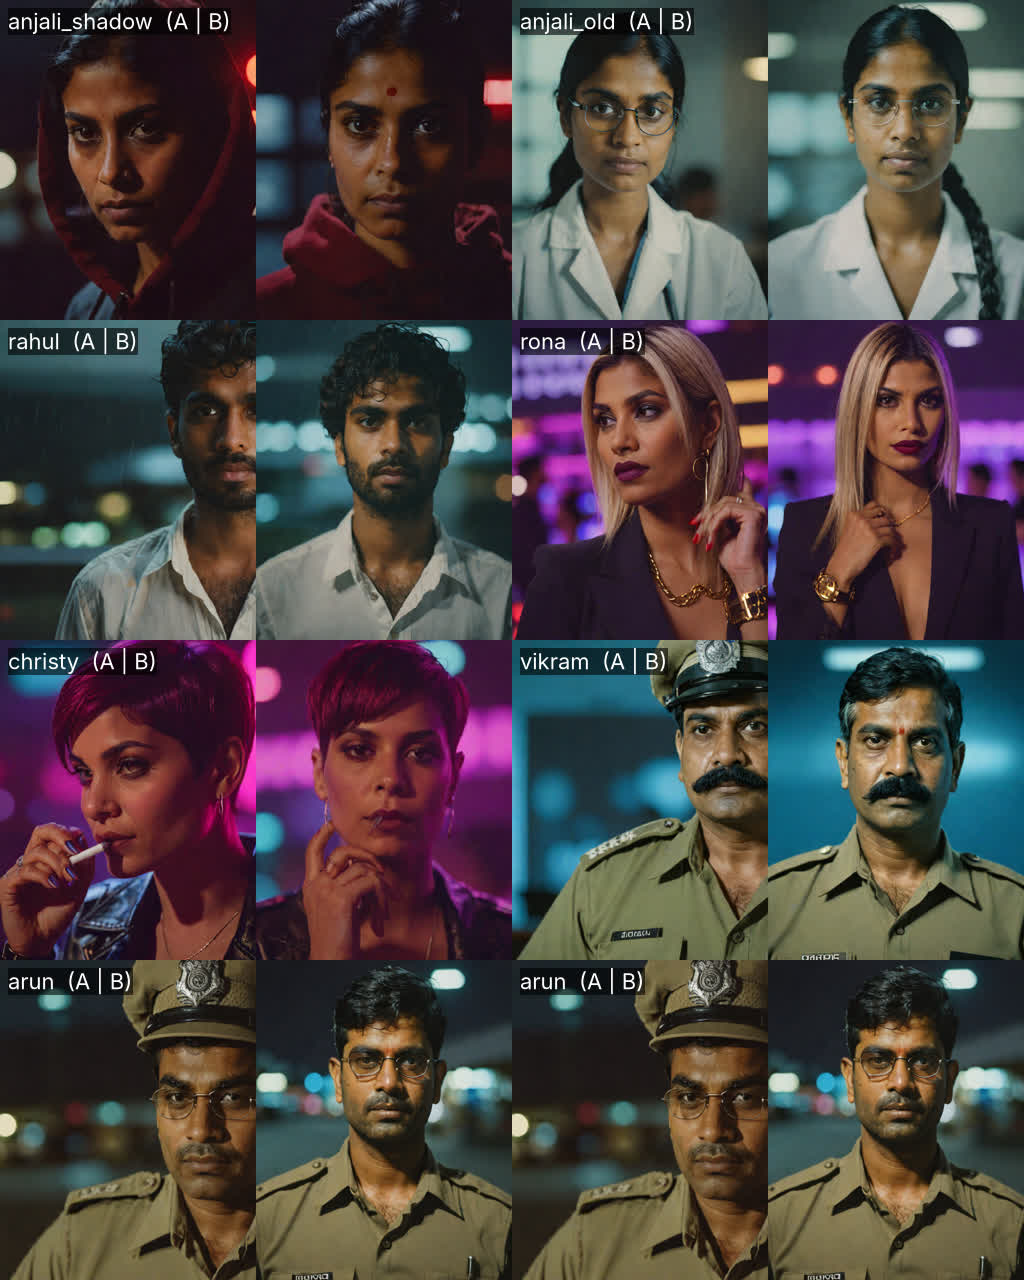 anjali_shadow (A | B)
anjali_old (A | B)
rahul (A | B)
rona (A | B)
christy (A | B)
vikram (A | B)
arun (A | B)
arun (A | B)